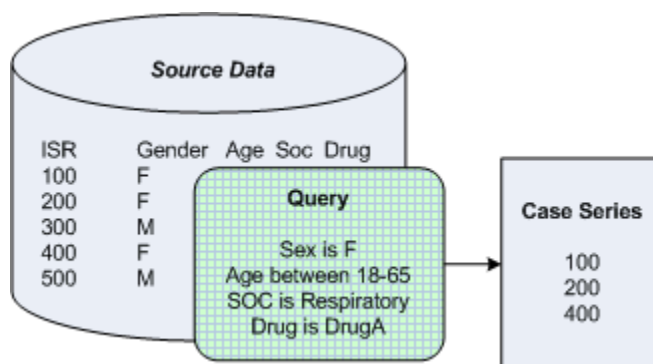 Source Data
ISR Gender Age Soc Drug
100 F
200 F
300 M
400 F
500 M
Query
Sex is F
Age between 18-65
SOC is Respiratory
Drug is DrugA
Case Series
100
200
400